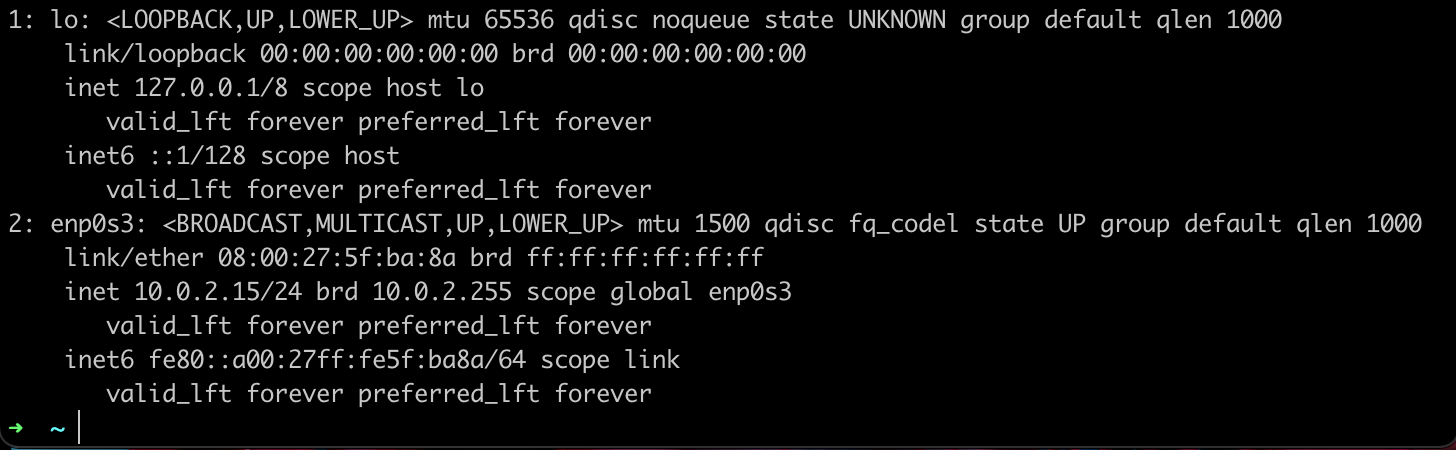 1: lo: <LOOPBACK,UP,LOWER_UP> mtu 65536 qdisc noqueue state UNKNOWN group default qlen 1000
    link/loopback 00:00:00:00:00:00 brd 00:00:00:00:00:00
    inet 127.0.0.1/8 scope host lo
       valid_lft forever preferred_lft forever
    inet6 ::1/128 scope host
       valid_lft forever preferred_lft forever
2: enp0s3: <BROADCAST,MULTICAST,UP,LOWER_UP> mtu 1500 qdisc fq_codel state UP group default qlen 1000
    link/ether 08:00:27:5f:ba:8a brd ff:ff:ff:ff:ff:ff
    inet 10.0.2.15/24 brd 10.0.2.255 scope global enp0s3
       valid_lft forever preferred_lft forever
    inet6 fe80::a00:27ff:fe5f:ba8a/64 scope link
       valid_lft forever preferred_lft forever
➜  ~